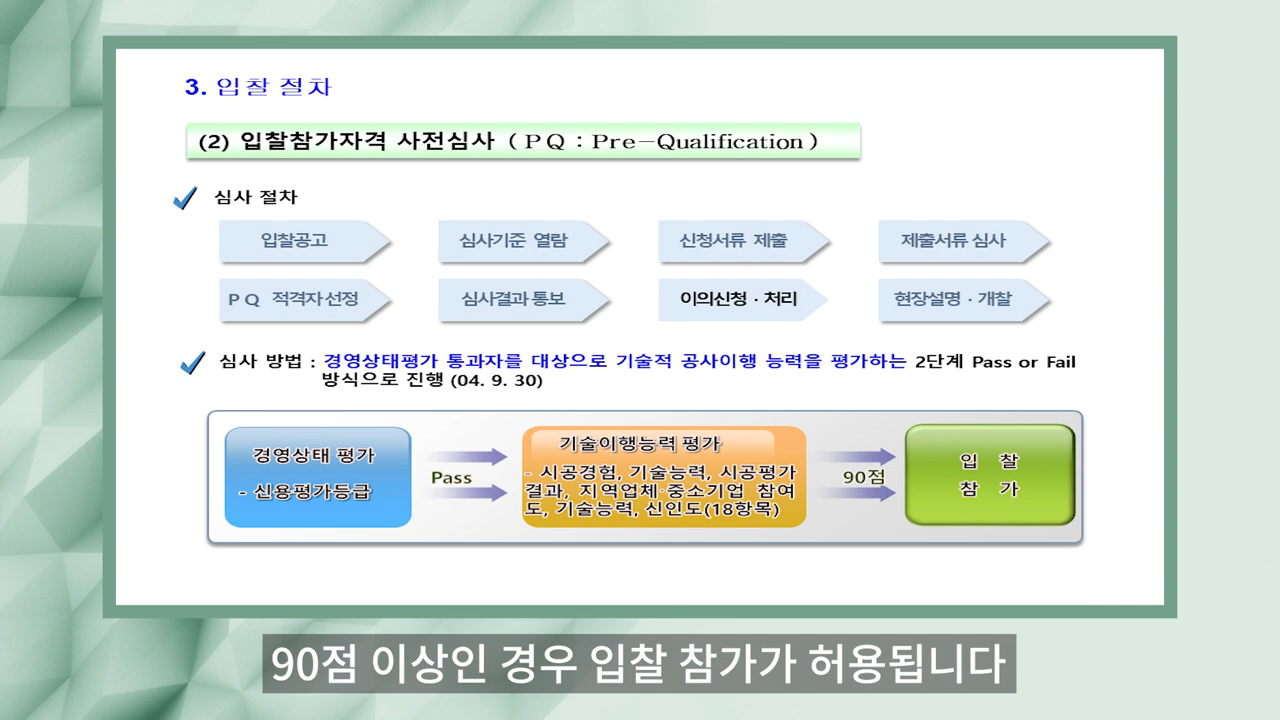 3. 입찰 절차
(2) 입찰참가자격 사전심사 ( P Q : Pre-Qualification )
심사 절차
입찰공고
심사기준 열람
신청서류 제출
제출서류 심사
P Q 적격자 선정
심사결과 통보
이의신청 · 처리
현장설명 · 개찰
심사 방법 : 경영상태평가 통과자를 대상으로 기술적 공사이행 능력을 평가하는 2단계 Pass or Fail
방식으로 진행 (04. 9. 30)
경영상태 평가
- 신용평가등급
Pass
기술이행능력 평가
- 시공경험, 기술능력, 시공평가
결과, 지역업체·중소기업 참여
도, 기술능력, 신인도(18항목)
90점
입 찰
참 가
90점 이상인 경우 입찰 참가가 허용됩니다